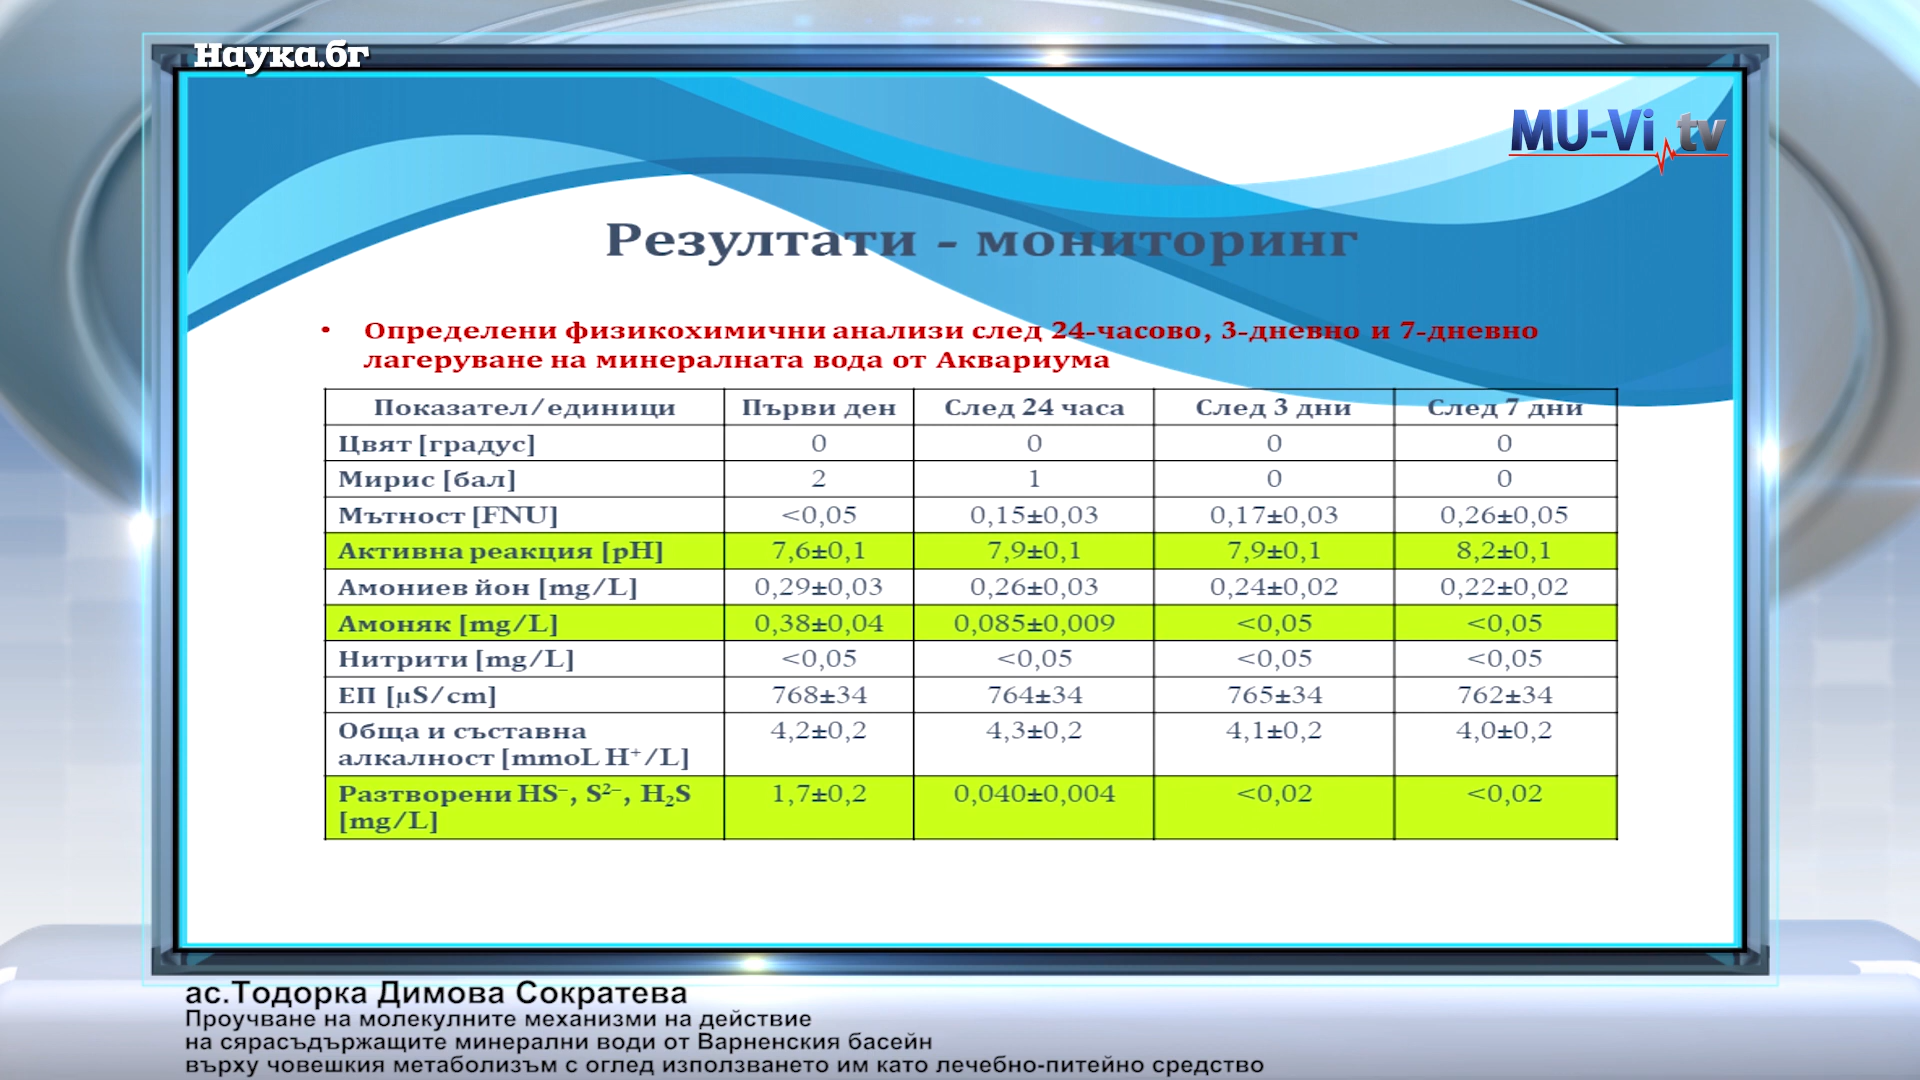 Наука.бг
MU-Vi tv
Резултати - мониторинг
• Определени физикохимични анализи след 24-часово, 3-дневно и 7-дневно
лагеруване на минералната вода от Аквариума
Показател/единици Първи ден След 24 часа След 3 дни След 7 дни
Цвят [градус] 0 0 0 0
Мирис [бал] 2 1 0 0
Мътност [FNU] <0,05 0,15±0,03 0,17±0,03 0,26±0,05
Активна реакция [pH] 7,6±0,1 7,9±0,1 7,9±0,1 8,2±0,1
Амониев йон [mg/L] 0,29±0,03 0,26±0,03 0,24±0,02 0,22±0,02
Амоняк [mg/L] 0,38±0,04 0,085±0,009 <0,05 <0,05
Нитрити [mg/L] <0,05 <0,05 <0,05 <0,05
ЕП [µS/cm] 768±34 764±34 765±34 762±34
Обща и съставна 4,2±0,2 4,3±0,2 4,1±0,2 4,0±0,2
алкалност [mmoL H⁺/L]
Разтворени HS⁻, S²⁻, H₂S 1,7±0,2 0,040±0,004 <0,02 <0,02
[mg/L]
ас.Тодорка Димова Сократева
Проучване на молекулните механизми на действие
на сярасъдържащите минерални води от Варненския басейн
върху човешкия метаболизъм с оглед използването им като лечебно-питейно средство